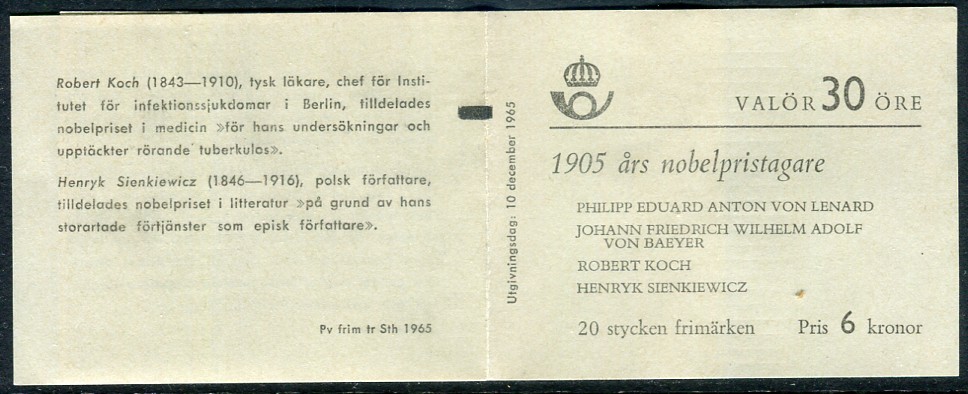 Robert Koch (1843—1910), tysk läkare, chef för Insti-
tutet för infektionssjukdomar i Berlin, tilldelades
nobelpriset i medicin »för hans undersökningar och
upptäckter rörande tuberkulos».
Henryk Sienkiewicz (1846—1916), polsk författare,
tilldelades nobelpriset i litteratur »på grund av hans
storartade förtjänster som episk författare».
Pv frim tr Sth 1965
Utgivningsdag: 10 december 1965
VALÖR 30 ÖRE
1905 års nobelpristagare
PHILIPP EDUARD ANTON VON LENARD
JOHANN FRIEDRICH WILHELM ADOLF
VON BAEYER
ROBERT KOCH
HENRYK SIENKIEWICZ
20 stycken frimärken Pris 6 kronor